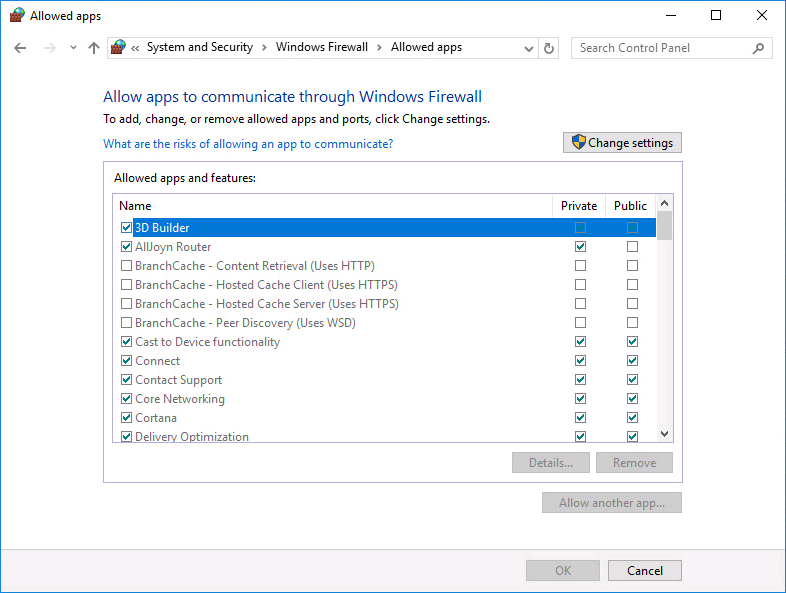 Allowed apps
« System and Security > Windows Firewall > Allowed apps
Search Control Panel
Allow apps to communicate through Windows Firewall
To add, change, or remove allowed apps and ports, click Change settings.
What are the risks of allowing an app to communicate?
Change settings
Allowed apps and features:
Name Private Public
3D Builder
AllJoyn Router
BranchCache - Content Retrieval (Uses HTTP)
BranchCache - Hosted Cache Client (Uses HTTPS)
BranchCache - Hosted Cache Server (Uses HTTPS)
BranchCache - Peer Discovery (Uses WSD)
Cast to Device functionality
Connect
Contact Support
Core Networking
Cortana
Delivery Optimization
Details... Remove
Allow another app...
OK Cancel